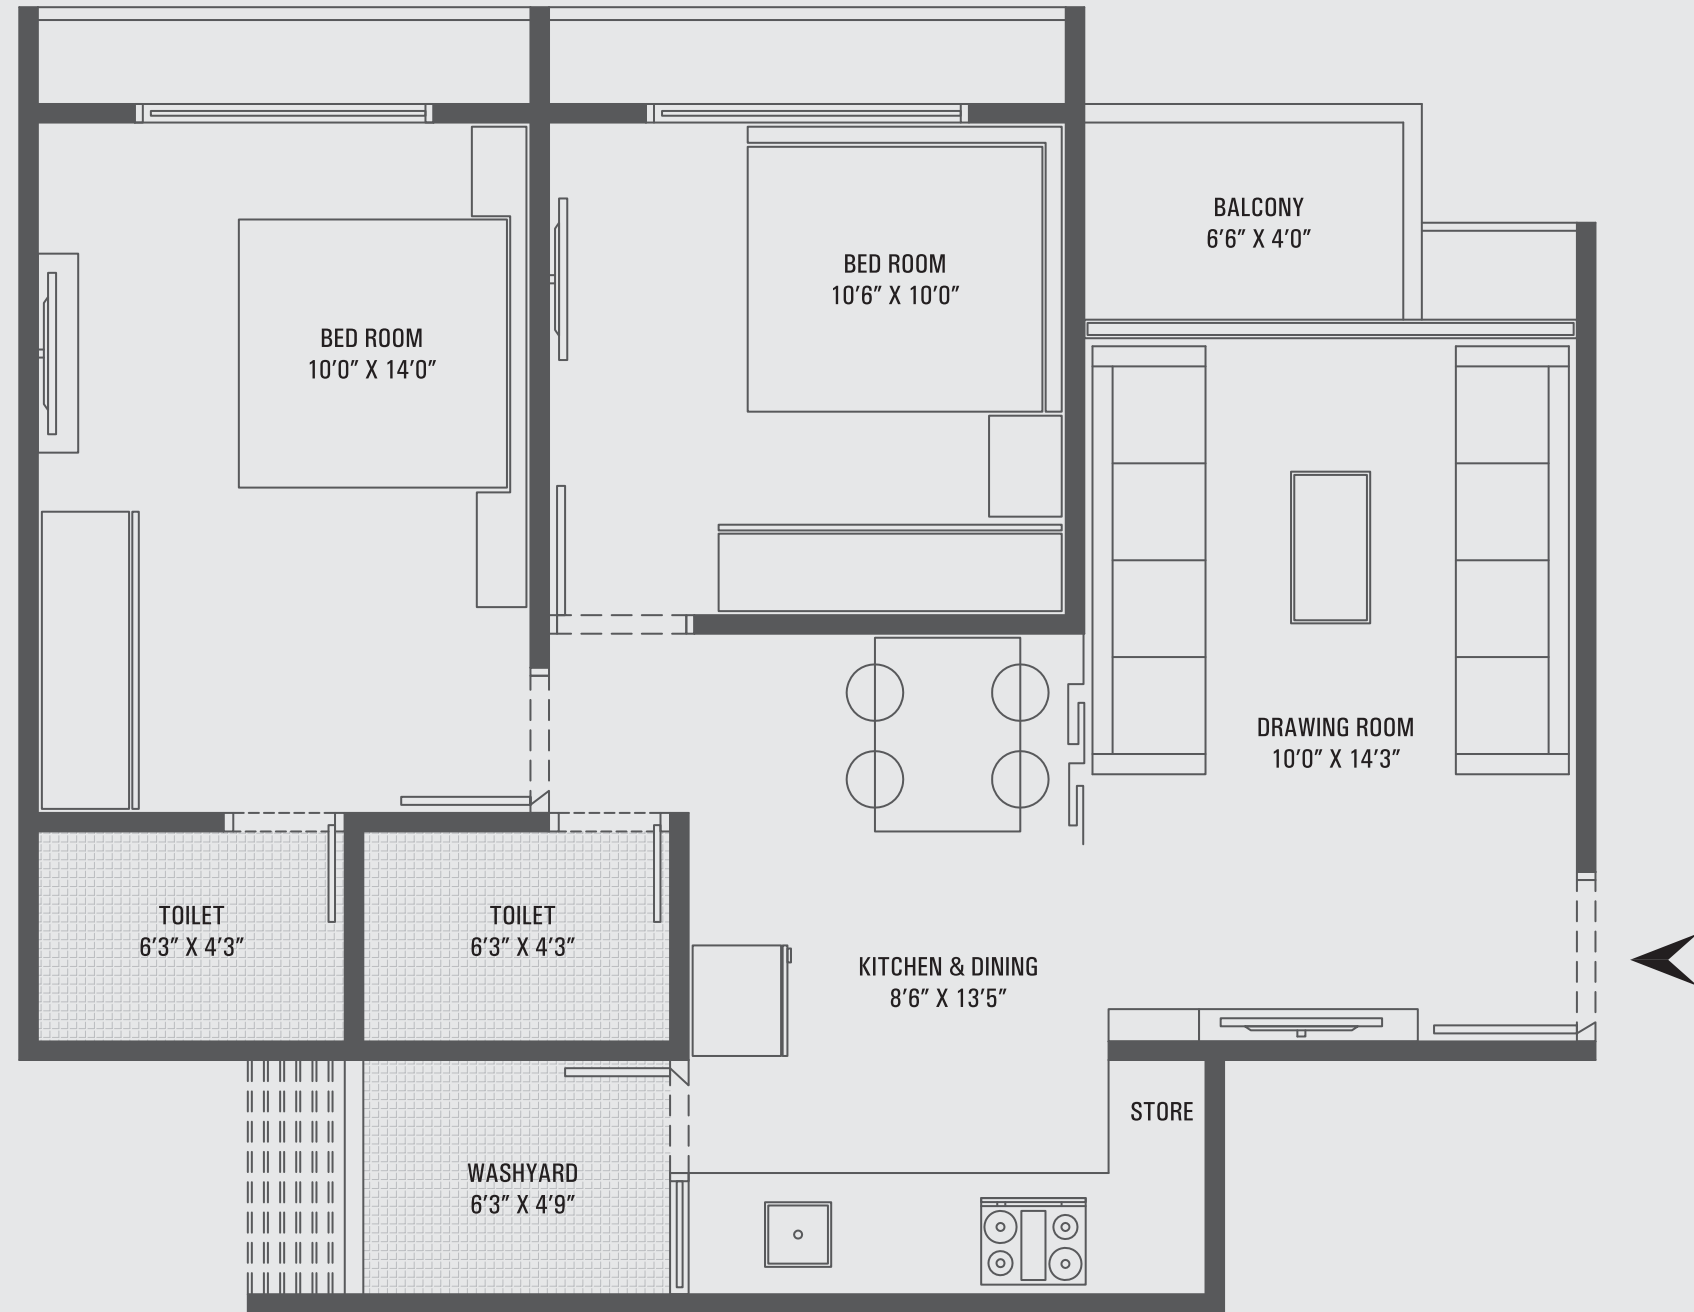 BALCONY
6’6” X 4’0”
BED ROOM
10’6” X 10’0”
BED ROOM
10’0” X 14’0”
DRAWING ROOM
10’0” X 14’3”
TOILET
6’3” X 4’3”
TOILET
6’3” X 4’3”
KITCHEN & DINING
8’6” X 13’5”
STORE
WASHYARD
6’3” X 4’9”